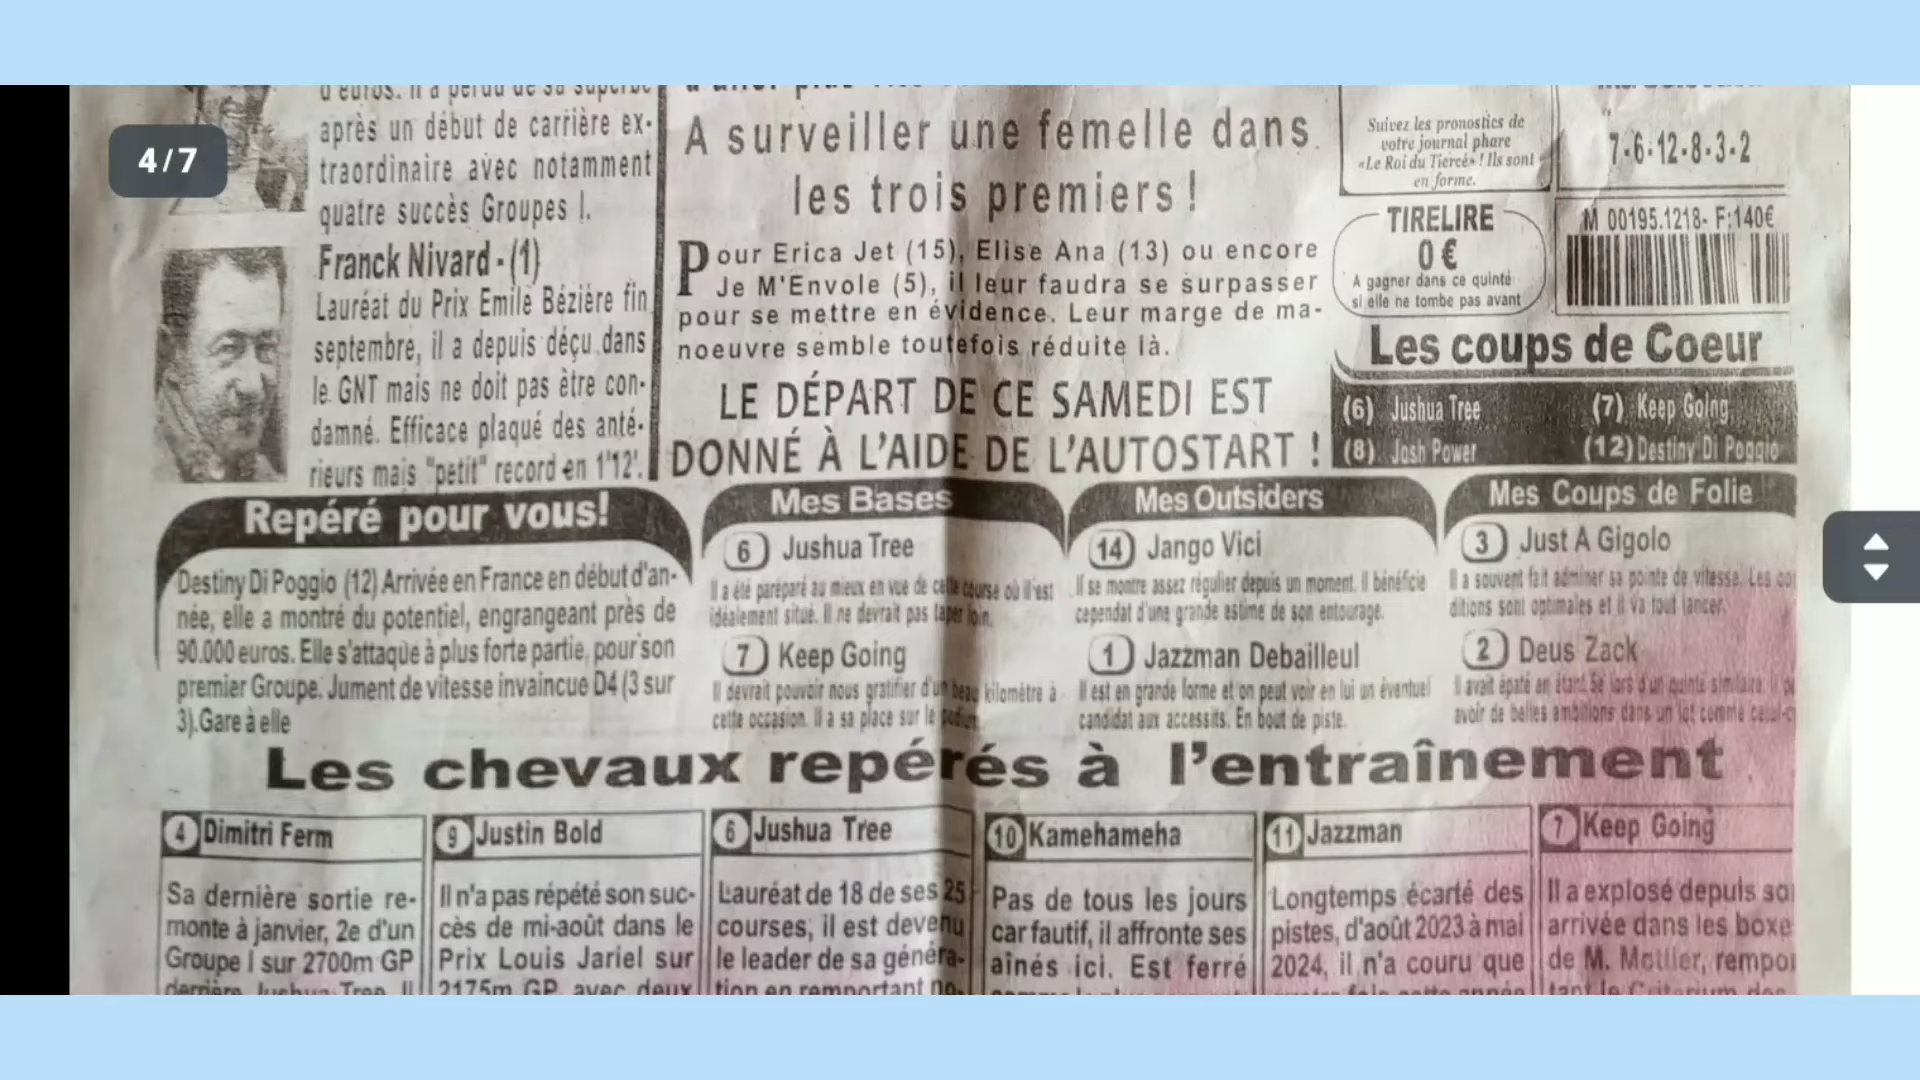 4/7
après un début de carrière ex-
traordinaire avec notamment
quatre succès Groupes I.
Franck Nivard - (1)
Lauréat du Prix Emile Bézière fin
septembre, il a depuis déçu dans
le GNT mais ne doit pas être con-
damné. Efficace plaqué des anté-
rieurs mais "petit" record en 1'12'.
A surveiller une femelle dans
les trois premiers !
Pour Erica Jet (15), Elise Ana (13) ou encore
Je M'Envole (5), il leur faudra se surpasser
pour se mettre en évidence. Leur marge de ma-
noeuvre semble toutefois réduite là.
LE DÉPART DE CE SAMEDI EST
DONNÉ À L'AIDE DE L'AUTOSTART !
Suivez les pronostics de
votre journal phare
«Le Roi du Tiercé» ! Ils sont
en forme.
7-6-12-8-3-2
TIRELIRE
0 €
A gagner dans ce quinté
si elle ne tombe pas avant
M 00195.1218- F:140€
Les coups de Coeur
(6) Jushua Tree (7) Keep Going
(8) Josh Power (12) Destiny Di Poggio
Repéré pour vous!
Destiny Di Poggio (12) Arrivée en France en début d'an-
née, elle a montré du potentiel, engrangeant près de
90.000 euros. Elle s'attaque à plus forte partie, pour son
premier Groupe. Jument de vitesse invaincue D4 (3 sur
3).Gare à elle
Mes Bases
6 Jushua Tree
Il a été paréparé au mieux en vue de cette course où il est
idéalement situé. Il ne devrait pas taper loin.
7 Keep Going
Il devrait pouvoir nous gratifier d'un beau kilomètre à
cette occasion. Il a sa place sur le podium.
Mes Outsiders
14 Jango Vici
Il se montre assez régulier depuis un moment. Il bénéficie
cependat d'une grande estime de son entourage.
1 Jazzman Debailleul
Il est en grande forme et on peut voir en lui un éventuel
candidat aux accessits. En bout de piste.
Mes Coups de Folie
3 Just A Gigolo
Il a souvent fait adminer sa pointe de vitesse. Les
ditions sont optimales et il va tout lancer.
2 Deus Zack
Il avait épaté en étant 5e lors d'un quinté similaire. Il
avoir de belles ambitions dans un lot comme celui-
Les chevaux repérés à l'entraînement
4 Dimitri Ferm
Sa dernière sortie re-
monte à janvier, 2e d'un
Groupe I sur 2700m GP
derrière Jushua Tree. Il
9 Justin Bold
Il n'a pas répété son suc-
cès de mi-août dans le
Prix Louis Jariel sur
2175m GP, avec deux
6 Jushua Tree
Lauréat de 18 de ses 25
courses, il est devenu
le leader de sa généra-
tion en remportant
10 Kamehameha
Pas de tous les jours
car fautif, il affronte ses
aînés ici. Est ferré
11 Jazzman
Longtemps écarté des
pistes, d'août 2023 à mai
2024, il n'a couru que
7 Keep Going
Il a explosé depuis
arrivée dans les boxe
de M. Mottier, rempor
tant le Criterium des